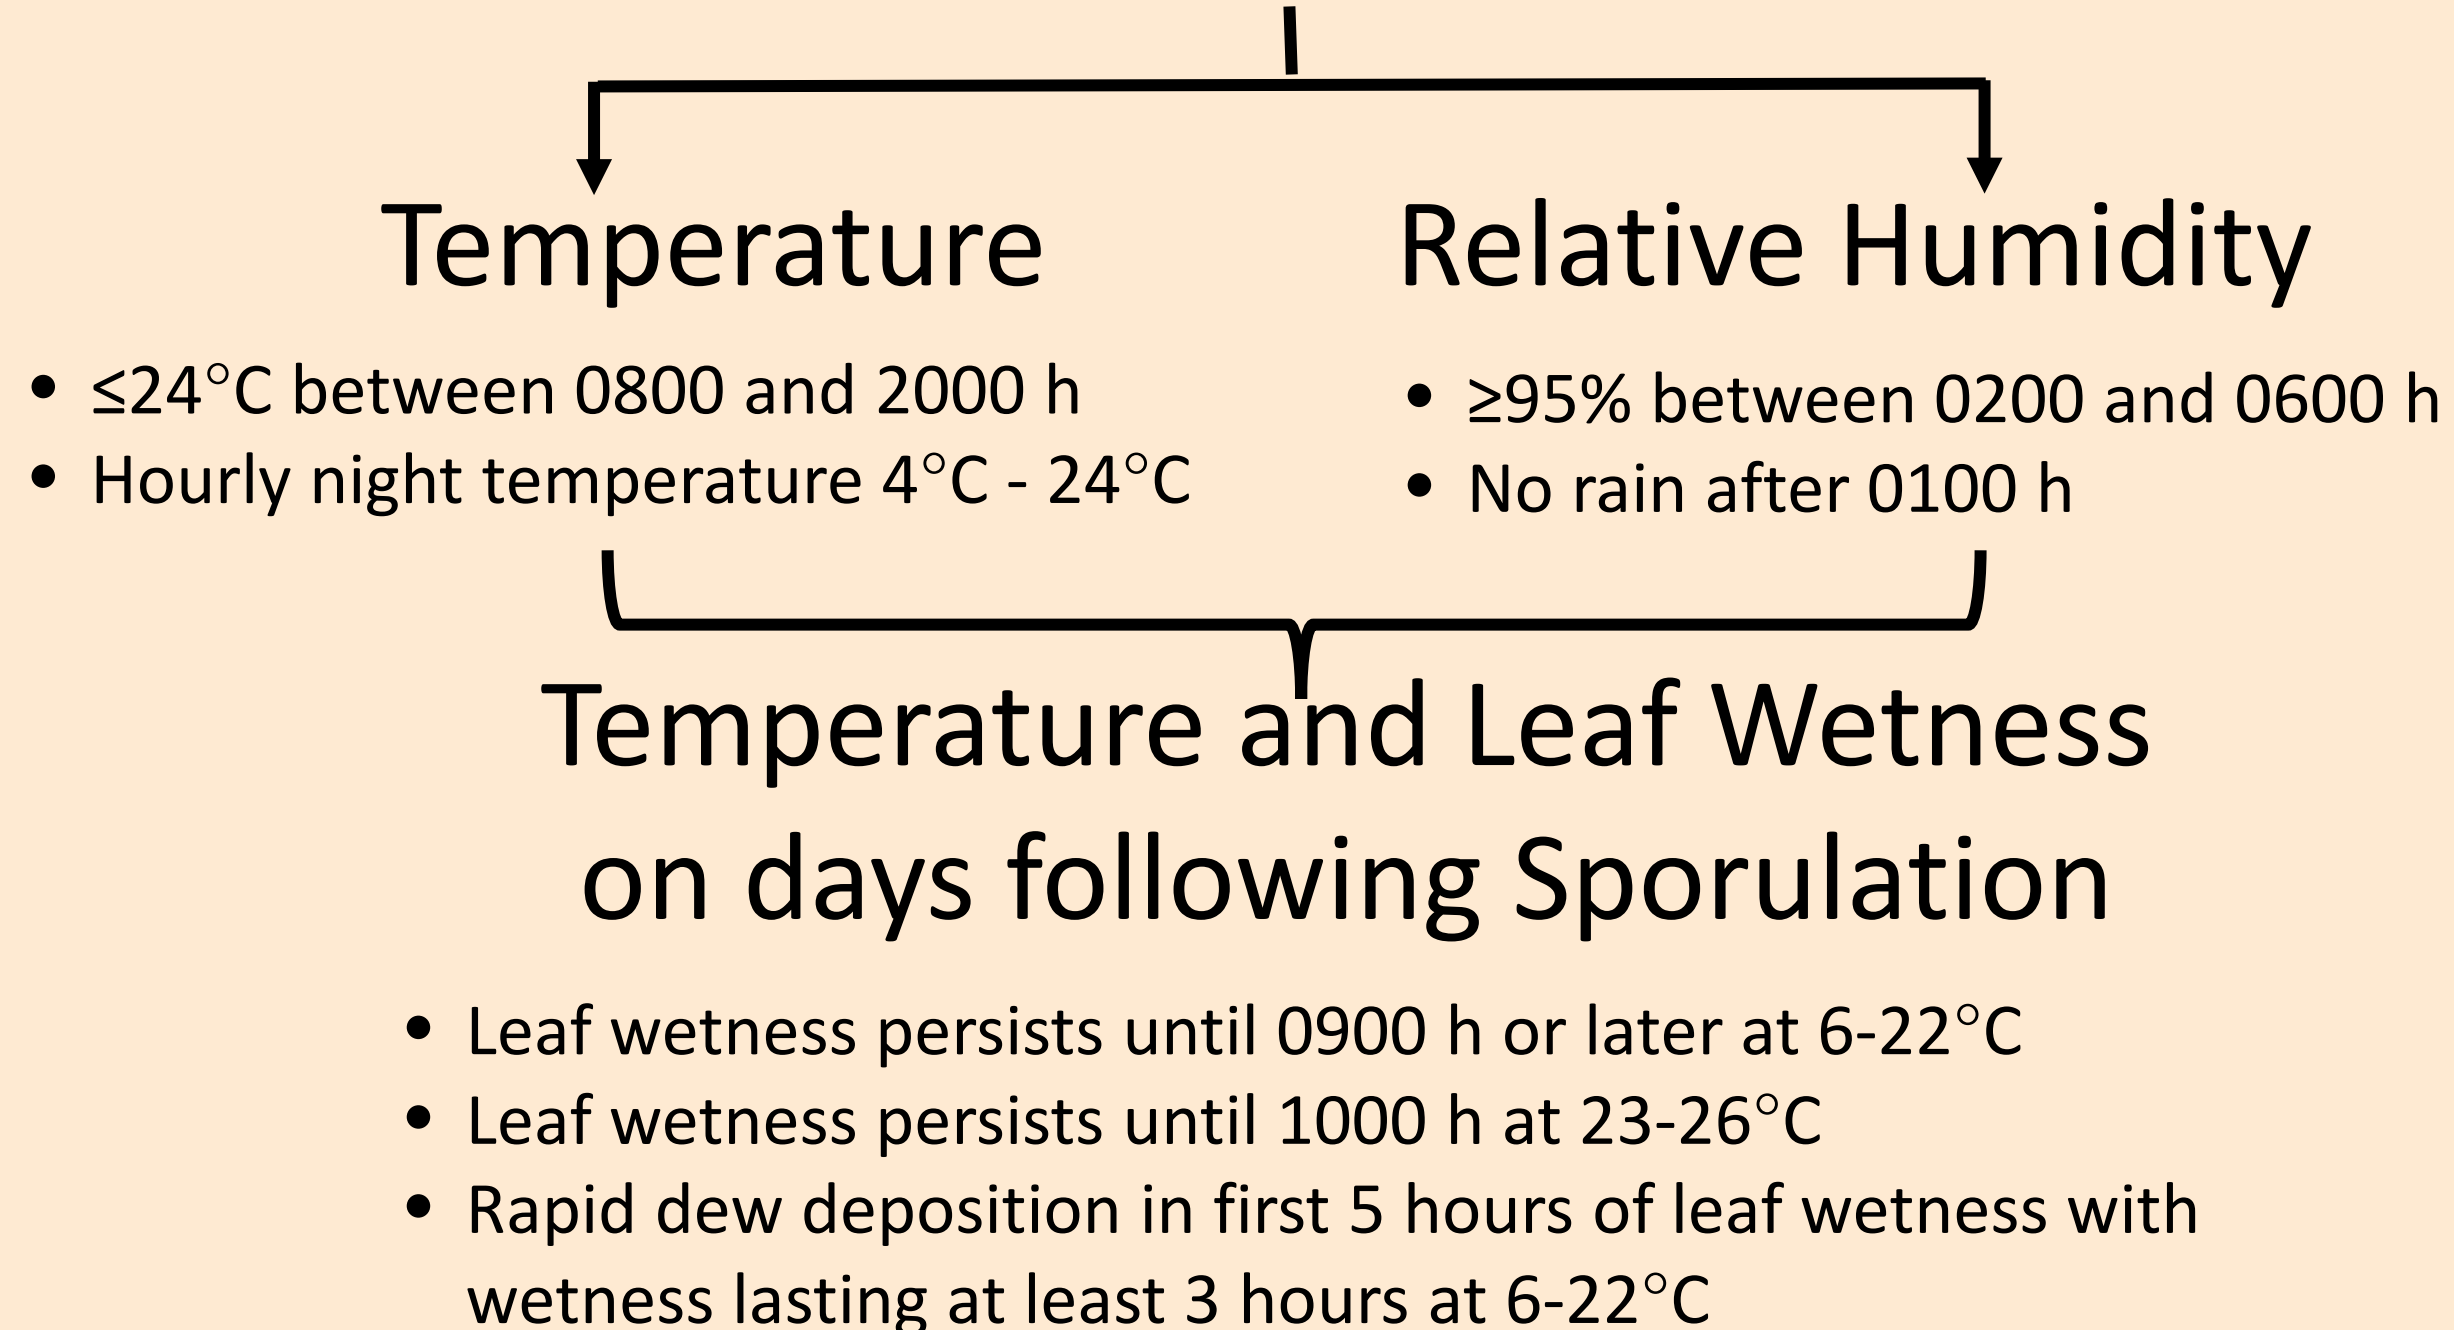 Temperature
Relative Humidity
• ≤24°C between 0800 and 2000 h
• Hourly night temperature 4°C - 24°C
• ≥95% between 0200 and 0600 h
• No rain after 0100 h
Temperature and Leaf Wetness
on days following Sporulation
• Leaf wetness persists until 0900 h or later at 6-22°C
• Leaf wetness persists until 1000 h at 23-26°C
• Rapid dew deposition in first 5 hours of leaf wetness with
wetness lasting at least 3 hours at 6-22°C